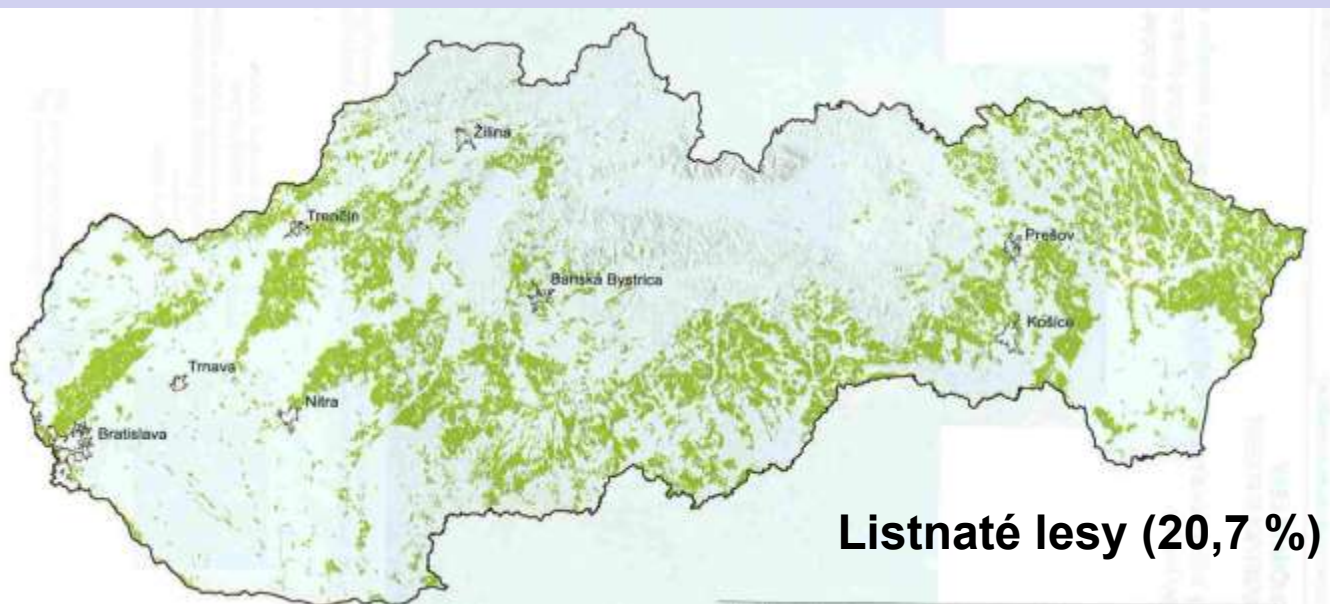 Žilina
Trenčín
Prešov
Banská Bystrica
Košice
Trnava
Nitra
Bratislava
Listnaté lesy (20,7 %)